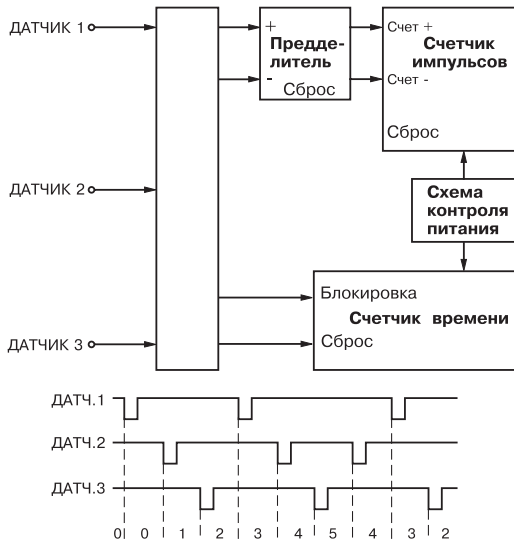 ДАТЧИК 1
+
Предде-
литель
-
Сброс
Счет +
Счетчик
импульсов
Счет -
Сброс
ДАТЧИК 2
Схема
контроля
питания
Блокировка
Счетчик времени
Сброс
ДАТЧИК 3
ДАТЧ.1
ДАТЧ.2
ДАТЧ.3
0 0 1 2 3 4 5 4 3 2